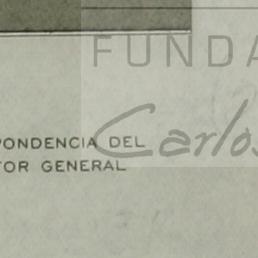 FUNDA
Carlos
PONDENCIA DEL
TOR GENERAL